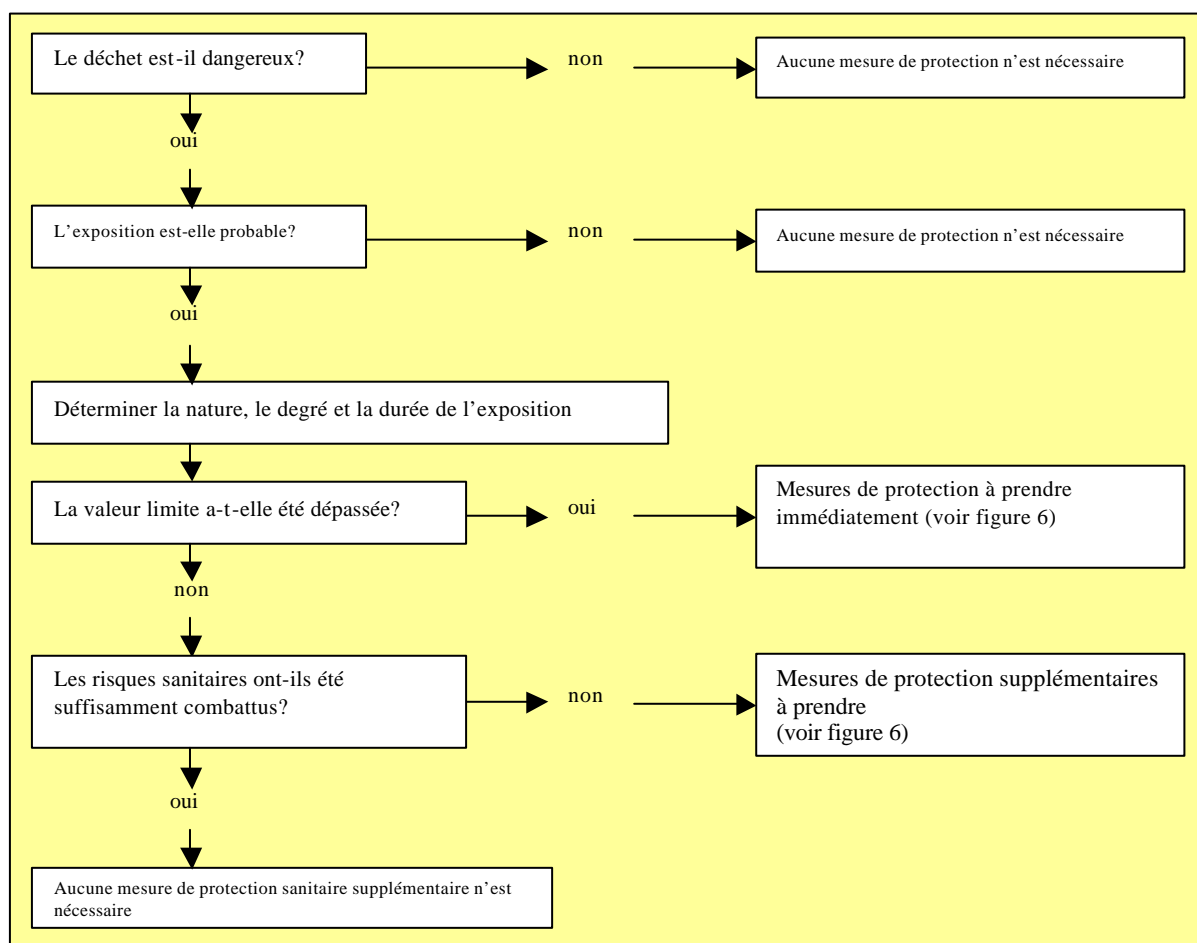 Le déchet est-il dangereux?
non
Aucune mesure de protection n'est nécessaire
oui
L'exposition est-elle probable?
non
Aucune mesure de protection n'est nécessaire
oui
Déterminer la nature, le degré et la durée de l'exposition
La valeur limite a-t-elle été dépassée?
oui
Mesures de protection à prendre
immédiatement (voir figure 6)
non
Les risques sanitaires ont-ils été
suffisamment combattus?
non
Mesures de protection supplémentaires
à prendre
(voir figure 6)
oui
Aucune mesure de protection sanitaire supplémentaire n'est
nécessaire